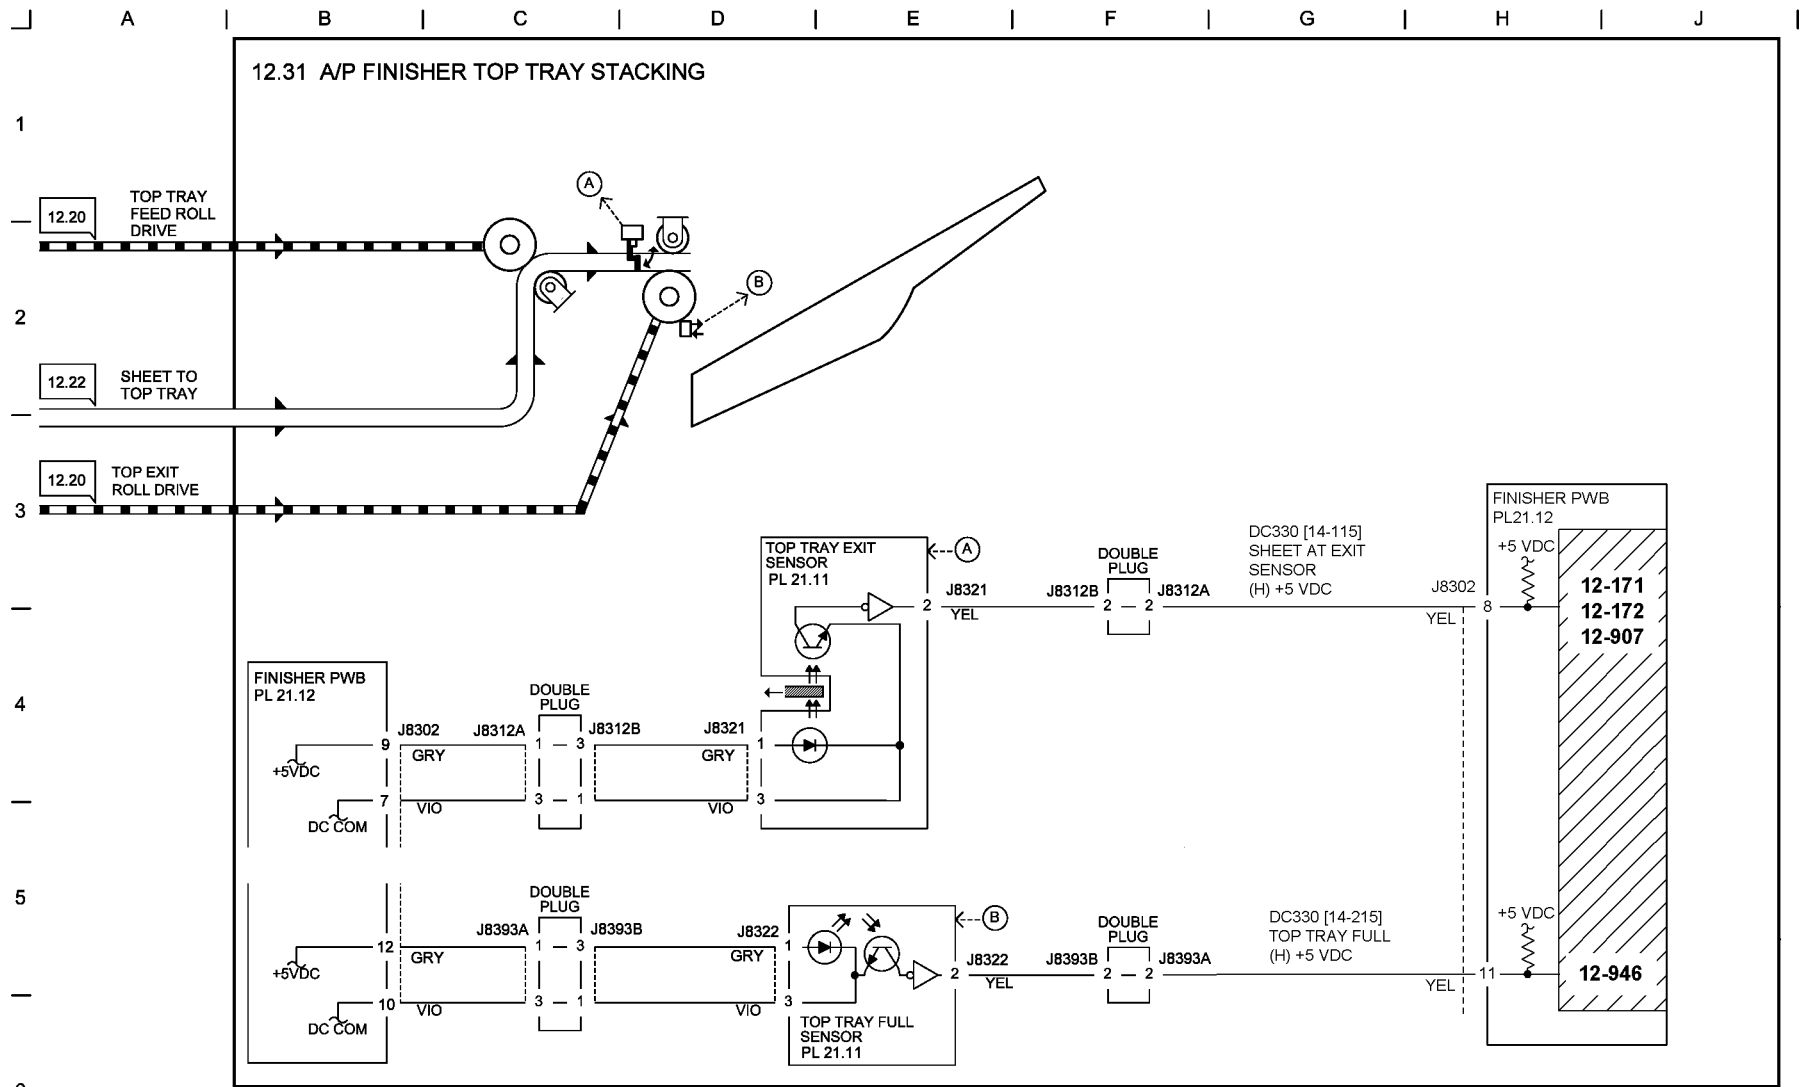 A B C D E F G H J
12.31 A/P FINISHER TOP TRAY STACKING
1
A
12.20
TOP TRAY
FEED ROLL
DRIVE
B
2
12.22
SHEET TO
TOP TRAY
12.20
TOP EXIT
ROLL DRIVE
3
FINISHER PWB
PL21.12
+5 VDC
TOP TRAY EXIT
SENSOR
PL 21.11
A
DOUBLE
PLUG
DC330 [14-115]
SHEET AT EXIT
SENSOR
(H) +5 VDC
2 J8321
YEL
J8312B 2 2 J8312A
J8302
YEL
8
12-171
12-172
12-907
4
FINISHER PWB
PL 21.12
DOUBLE
PLUG
9 J8302
GRY
J8312A 1 3 J8312B
J8321
GRY
1
+5VDC
7
VIO
3 1
VIO
3
DC COM
5
DOUBLE
PLUG
12
GRY
J8393A 1 3 J8393B
J8322
GRY
1
+5VDC
10
VIO
3 1
VIO
3
DC COM
B
2 J8322
YEL
TOP TRAY FULL
SENSOR
PL 21.11
DOUBLE
PLUG
J8393B 2 2 J8393A
DC330 [14-215]
TOP TRAY FULL
(H) +5 VDC
YEL
11
+5 VDC
12-946